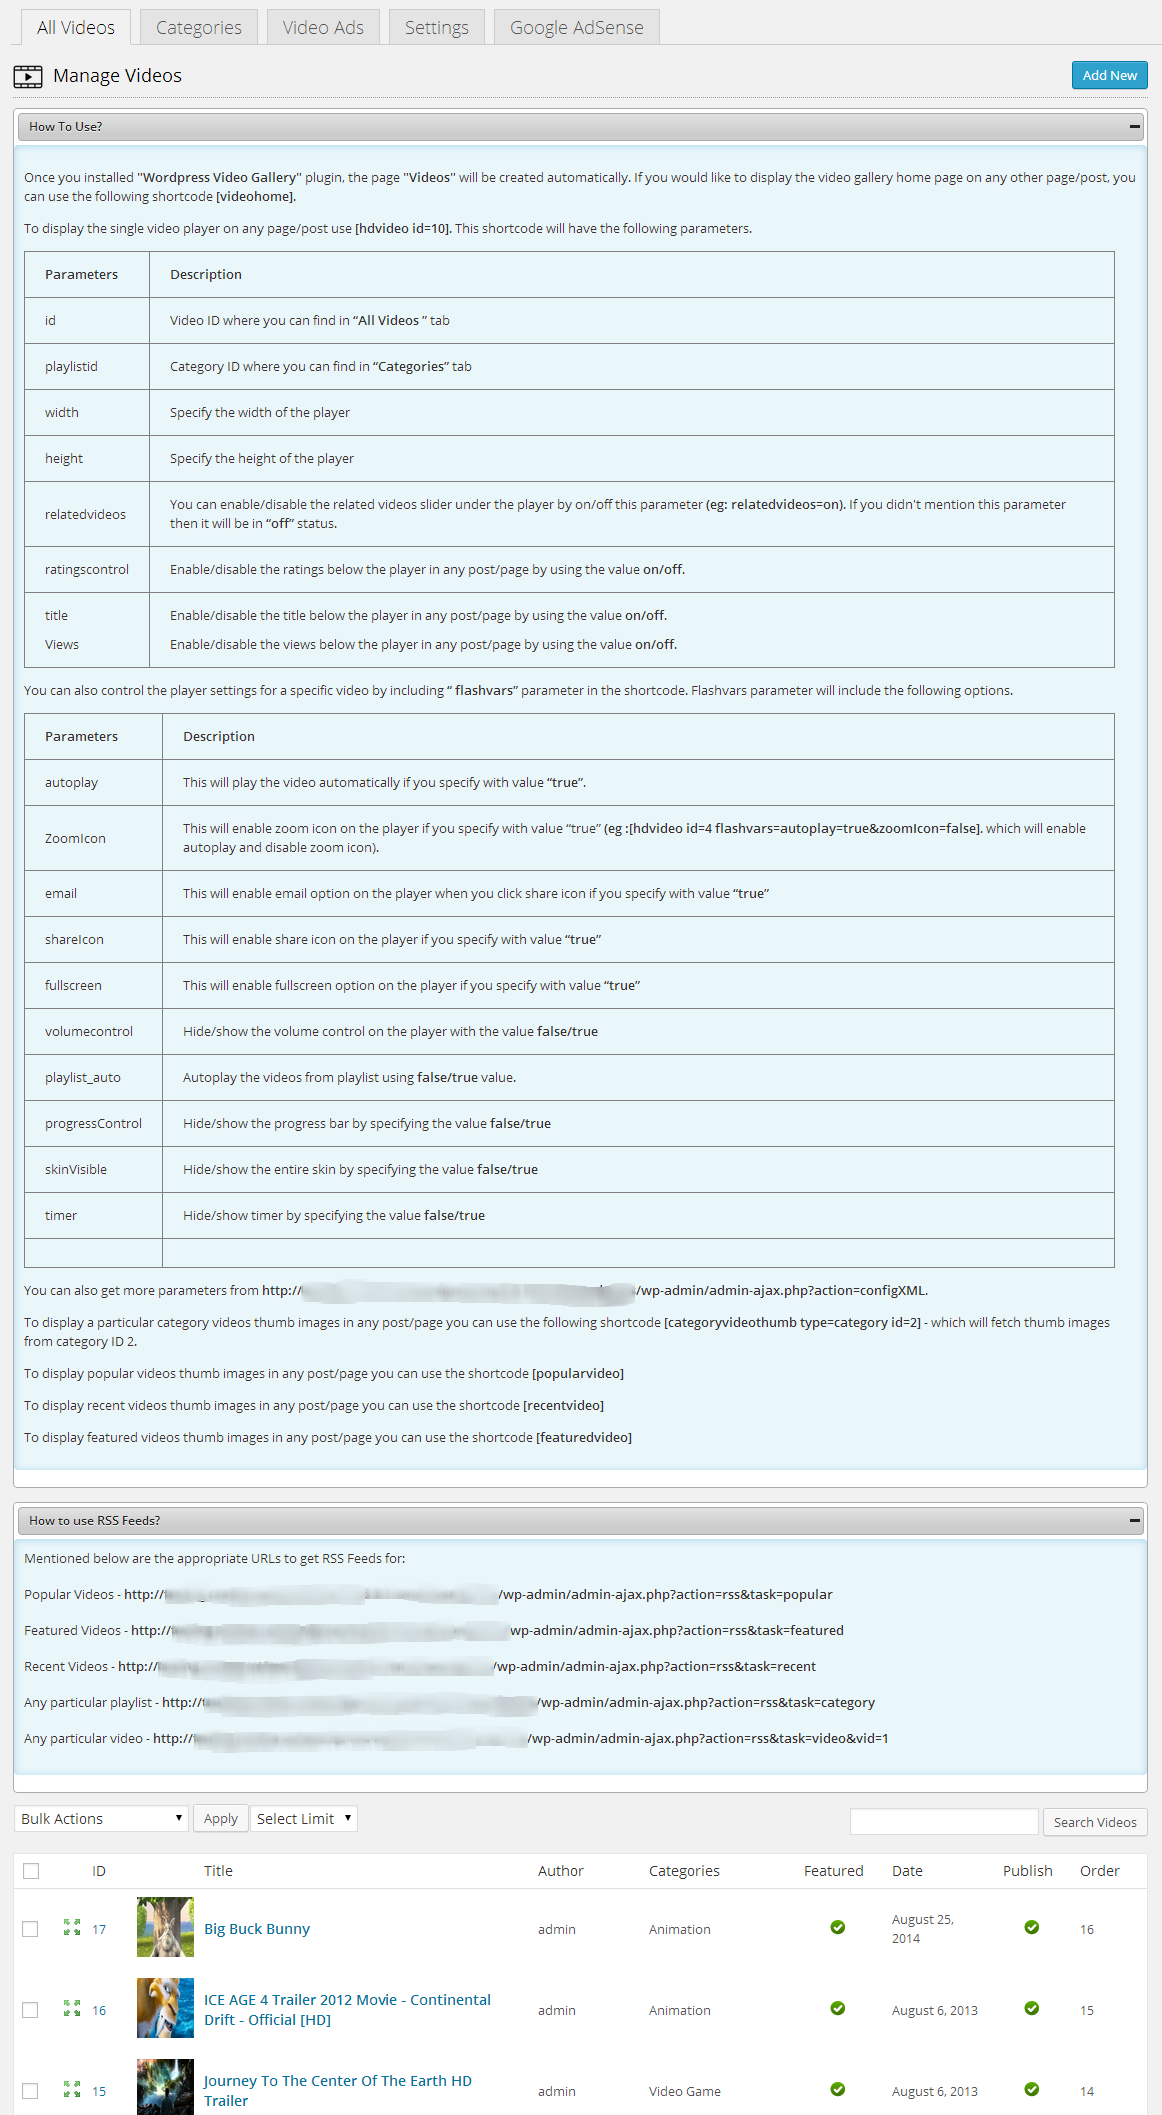 All Videos Categories Video Ads Settings Google AdSense
Manage Videos Add New
How To Use?
Once you installed "Wordpress Video Gallery" plugin, the page "Videos" will be created automatically. If you would like to display the video gallery home page on any other page/post, you
can use the following shortcode [videohome].
To display the single video player on any page/post use [hdvideo id=10]. This shortcode will have the following parameters.
Parameters Description
id Video ID where you can find in “All Videos ” tab
playlistid Category ID where you can find in “Categories” tab
width Specify the width of the player
height Specify the height of the player
relatedvideos You can enable/disable the related videos slider under the player by on/off this parameter (eg: relatedvideos=on). If you didn't mention this parameter
then it will be in “off” status.
ratingscontrol Enable/disable the ratings below the player in any post/page by using the value on/off.
title Enable/disable the title below the player in any post/page by using the value on/off.
Views Enable/disable the views below the player in any post/page by using the value on/off.
You can also control the player settings for a specific video by including “ flashvars” parameter in the shortcode. Flashvars parameter will include the following options.
Parameters Description
autoplay This will play the video automatically if you specify with value “true”.
ZoomIcon This will enable zoom icon on the player if you specify with value “true” (eg :[hdvideo id=4 flashvars=autoplay=true&zoomIcon=false]. which will enable
autoplay and disable zoom icon).
email This will enable email option on the player when you click share icon if you specify with value “true”
shareIcon This will enable share icon on the player if you specify with value “true”
fullscreen This will enable fullscreen option on the player if you specify with value “true”
volumecontrol Hide/show the volume control on the player with the value false/true
playlist_auto Autoplay the videos from playlist using false/true value.
progressControl Hide/show the progress bar by specifying the value false/true
skinVisible Hide/show the entire skin by specifying the value false/true
timer Hide/show timer by specifying the value false/true
You can also get more parameters from http:// /wp-admin/admin-ajax.php?action=configXML.
To display a particular category videos thumb images in any post/page you can use the following shortcode [categoryvideothumb type=category id=2] - which will fetch thumb images
from category ID 2.
To display popular videos thumb images in any post/page you can use the shortcode [popularvideo]
To display recent videos thumb images in any post/page you can use the shortcode [recentvideo]
To display featured videos thumb images in any post/page you can use the shortcode [featuredvideo]
How to use RSS Feeds?
Mentioned below are the appropriate URLs to get RSS Feeds for:
Popular Videos - http:// /wp-admin/admin-ajax.php?action=rss&task=popular
Featured Videos - http:// wp-admin/admin-ajax.php?action=rss&task=featured
Recent Videos - http:// /wp-admin/admin-ajax.php?action=rss&task=recent
Any particular playlist - http:// /wp-admin/admin-ajax.php?action=rss&task=category
Any particular video - http:// /wp-admin/admin-ajax.php?action=rss&task=video&vid=1
Bulk Actions Apply Select Limit Search Videos
ID Title Author Categories Featured Date Publish Order
17 Big Buck Bunny admin Animation August 25,
2014 16
16 ICE AGE 4 Trailer 2012 Movie - Continental
Drift - Official [HD] admin Animation August 6, 2013 15
15 Journey To The Center Of The Earth HD
Trailer admin Video Game August 6, 2013 14